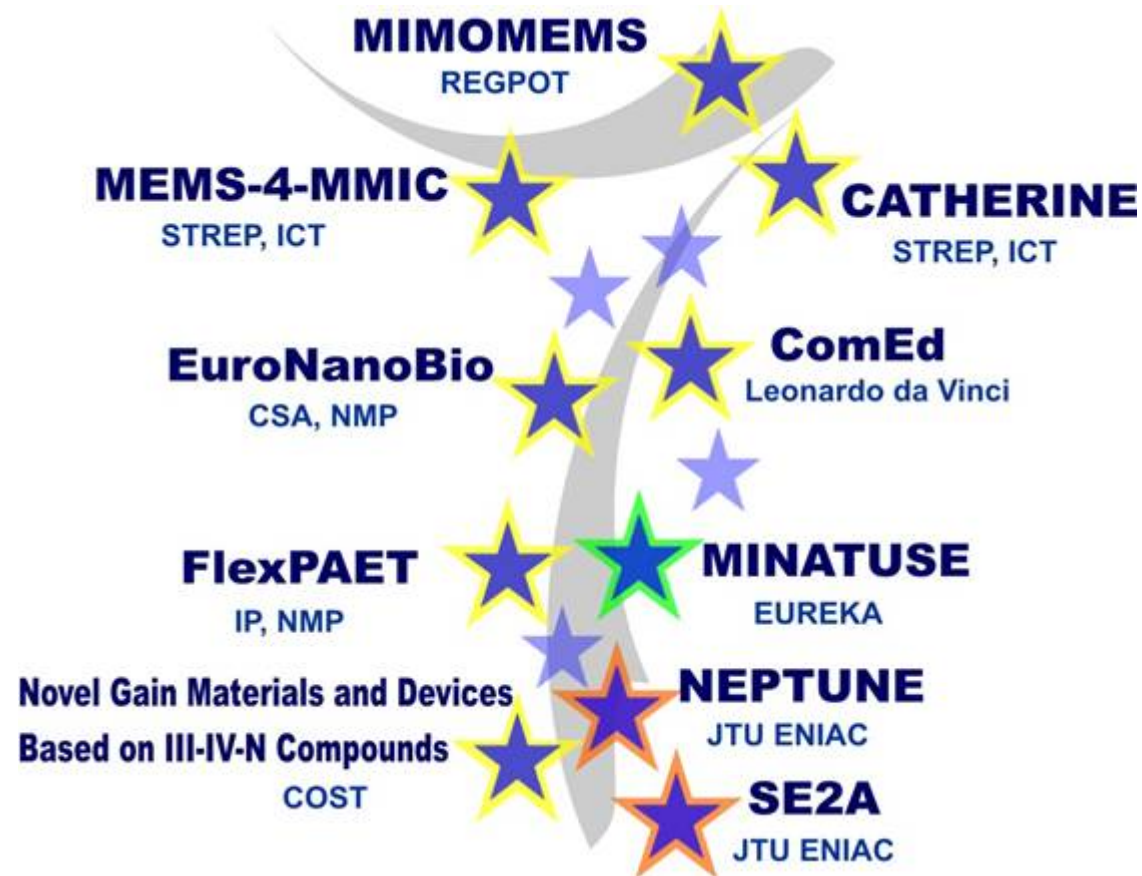 MIMOMEMS
REGPOT
MEMS-4-MMIC
STREP, ICT
CATHERINE
STREP, ICT
EuroNanoBio
CSA, NMP
ComEd
Leonardo da Vinci
FlexPAET
IP, NMP
MINATUSE
EUREKA
Novel Gain Materials and Devices
Based on III-IV-N Compounds
COST
NEPTUNE
JTU ENIAC
SE2A
JTU ENIAC